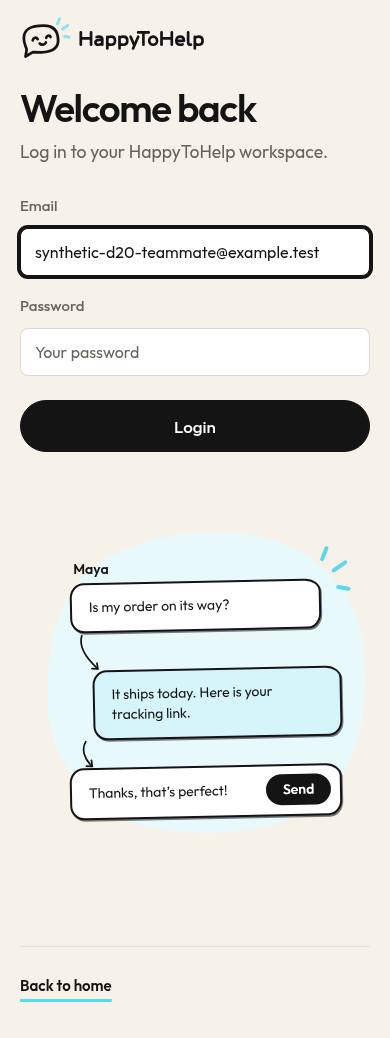 HappyToHelp
Welcome back
Log in to your HappyToHelp workspace.
Email
synthetic-d20-teammate@example.test
Password
Your password
Login
Maya
Is my order on its way?
It ships today. Here is your
tracking link.
Thanks, that's perfect!
Send
Back to home